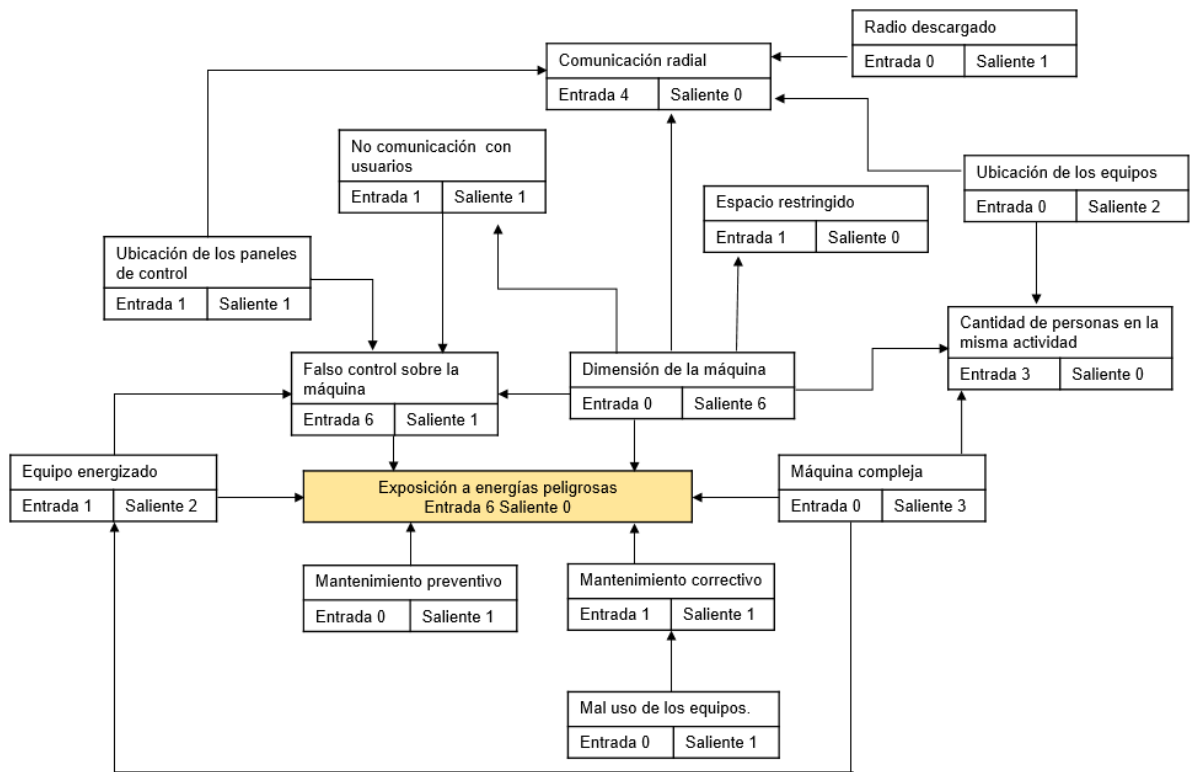 Radio descargado
Entrada 0 Saliente 1
Comunicación radial
Entrada 4 Saliente 0
No comunicación con
usuarios
Entrada 1 Saliente 1
Ubicación de los equipos
Entrada 0 Saliente 2
Espacio restringido
Entrada 1 Saliente 0
Ubicación de los paneles
de control
Entrada 1 Saliente 1
Cantidad de personas en la
misma actividad
Entrada 3 Saliente 0
Falso control sobre la
máquina
Entrada 6 Saliente 1
Dimensión de la máquina
Entrada 0 Saliente 6
Equipo energizado
Entrada 1 Saliente 2
Exposición a energías peligrosas
Entrada 6 Saliente 0
Máquina compleja
Entrada 0 Saliente 3
Mantenimiento preventivo
Entrada 0 Saliente 1
Mantenimiento correctivo
Entrada 1 Saliente 1
Mal uso de los equipos.
Entrada 0 Saliente 1